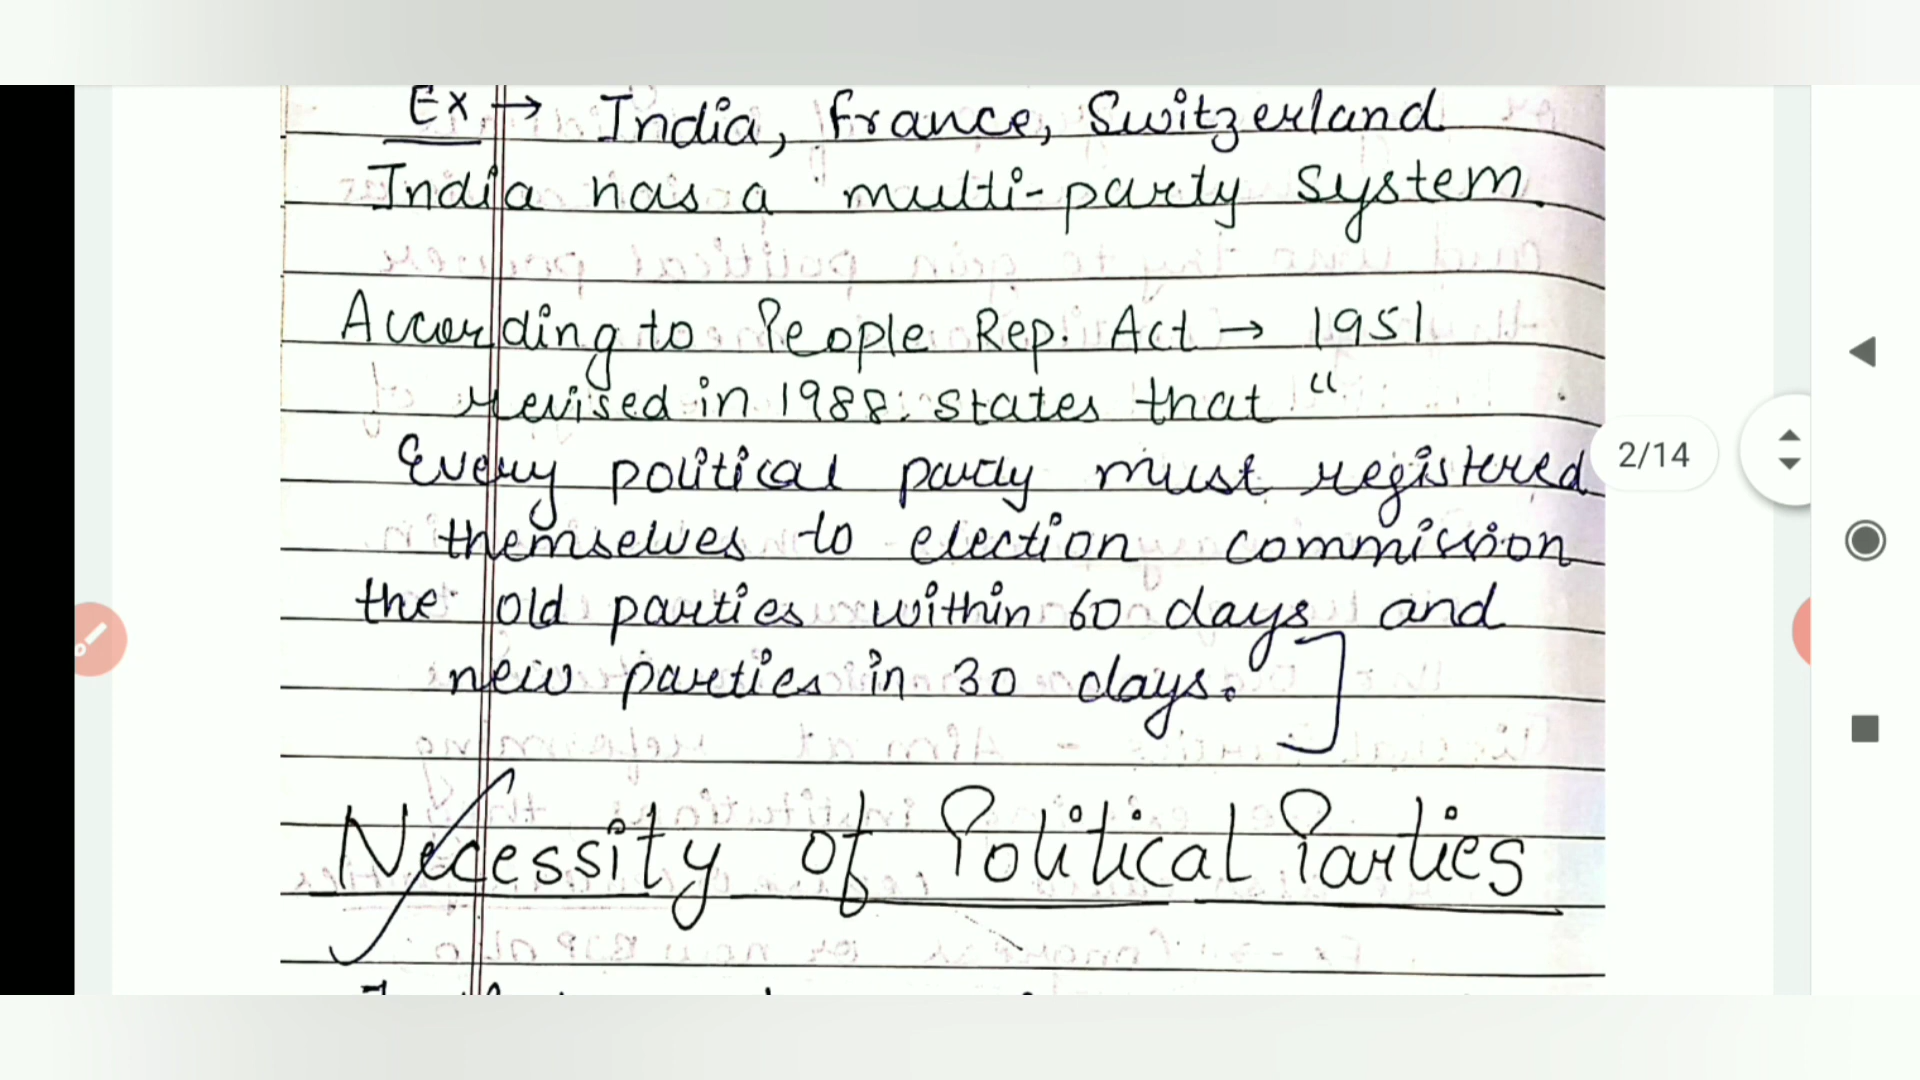 Ex → India, France, Switzerland
India has a multi-party system.
According to People Rep. Act → 1951
revised in 1988. states that "
Every political party must registered
themselves to election commission
the old parties within 60 days and
new parties in 30 days.
Necessity of Political Parties
2/14